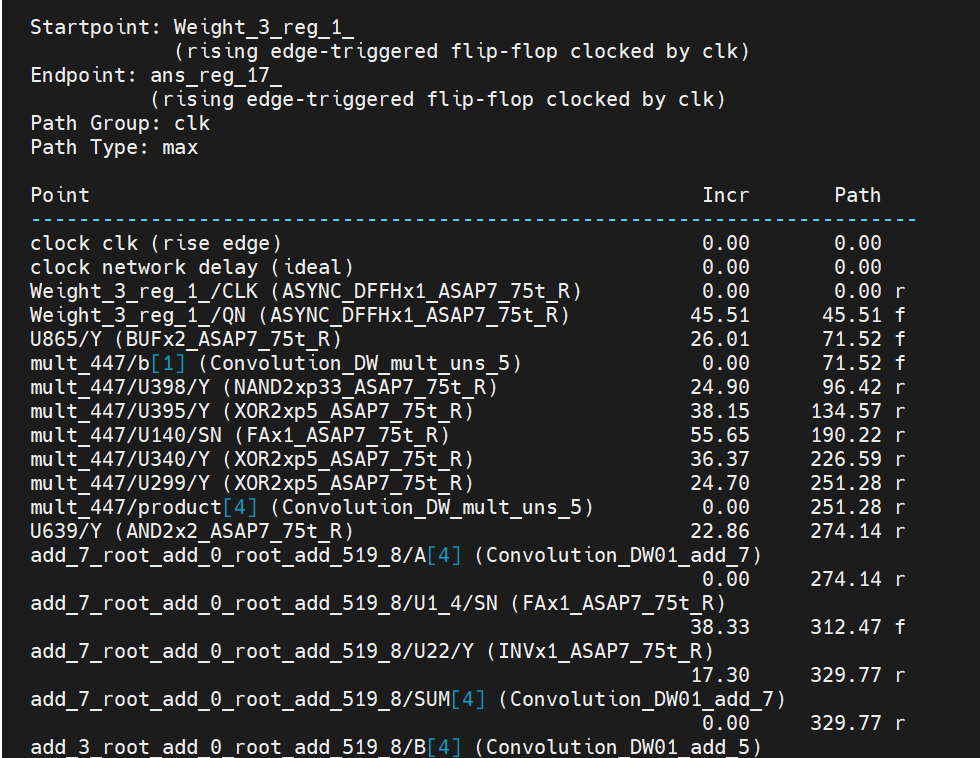 Startpoint: Weight_3_reg_1_
(rising edge-triggered flip-flop clocked by clk)
Endpoint: ans_reg_17_
(rising edge-triggered flip-flop clocked by clk)
Path Group: clk
Path Type: max
Point Incr Path
--------------------------------------------------------------------------
clock clk (rise edge) 0.00 0.00
clock network delay (ideal) 0.00 0.00
Weight_3_reg_1_/CLK (ASYNC_DFFHx1_ASAP7_75t_R) 0.00 0.00 r
Weight_3_reg_1_/QN (ASYNC_DFFHx1_ASAP7_75t_R) 45.51 45.51 f
U865/Y (BUFx2_ASAP7_75t_R) 26.01 71.52 f
mult_447/b[1] (Convolution_DW_mult_uns_5) 0.00 71.52 f
mult_447/U398/Y (NAND2xp33_ASAP7_75t_R) 24.90 96.42 r
mult_447/U395/Y (XOR2xp5_ASAP7_75t_R) 38.15 134.57 r
mult_447/U140/SN (FAx1_ASAP7_75t_R) 55.65 190.22 r
mult_447/U340/Y (XOR2xp5_ASAP7_75t_R) 36.37 226.59 r
mult_447/U299/Y (XOR2xp5_ASAP7_75t_R) 24.70 251.28 r
mult_447/product[4] (Convolution_DW_mult_uns_5) 0.00 251.28 r
U639/Y (AND2x2_ASAP7_75t_R) 22.86 274.14 r
add_7_root_add_0_root_add_519_8/A[4] (Convolution_DW01_add_7)
0.00 274.14 r
add_7_root_add_0_root_add_519_8/U1_4/SN (FAx1_ASAP7_75t_R)
38.33 312.47 f
add_7_root_add_0_root_add_519_8/U22/Y (INVx1_ASAP7_75t_R)
17.30 329.77 r
add_7_root_add_0_root_add_519_8/SUM[4] (Convolution_DW01_add_7)
0.00 329.77 r
add_3_root_add_0_root_add_519_8/B[4] (Convolution_DW01_add_5)